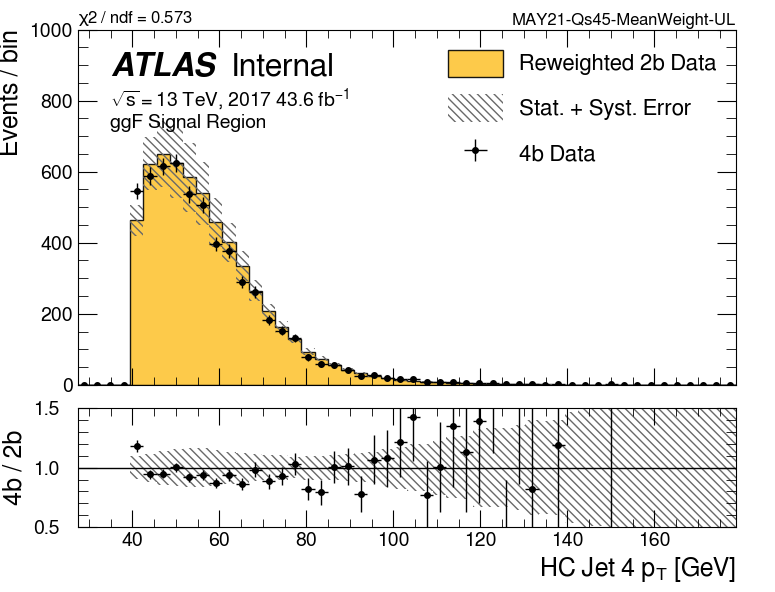 χ2 / ndf = 0.573
MAY21-Qs45-MeanWeight-UL
Events / bin
1000
800
600
400
200
0
ATLAS Internal
√s = 13 TeV, 2017 43.6 fb−1
ggF Signal Region
Reweighted 2b Data
Stat. + Syst. Error
4b Data
4b / 2b
1.5
1.0
0.5
40 60 80 100 120 140 160
HC Jet 4 pT [GeV]